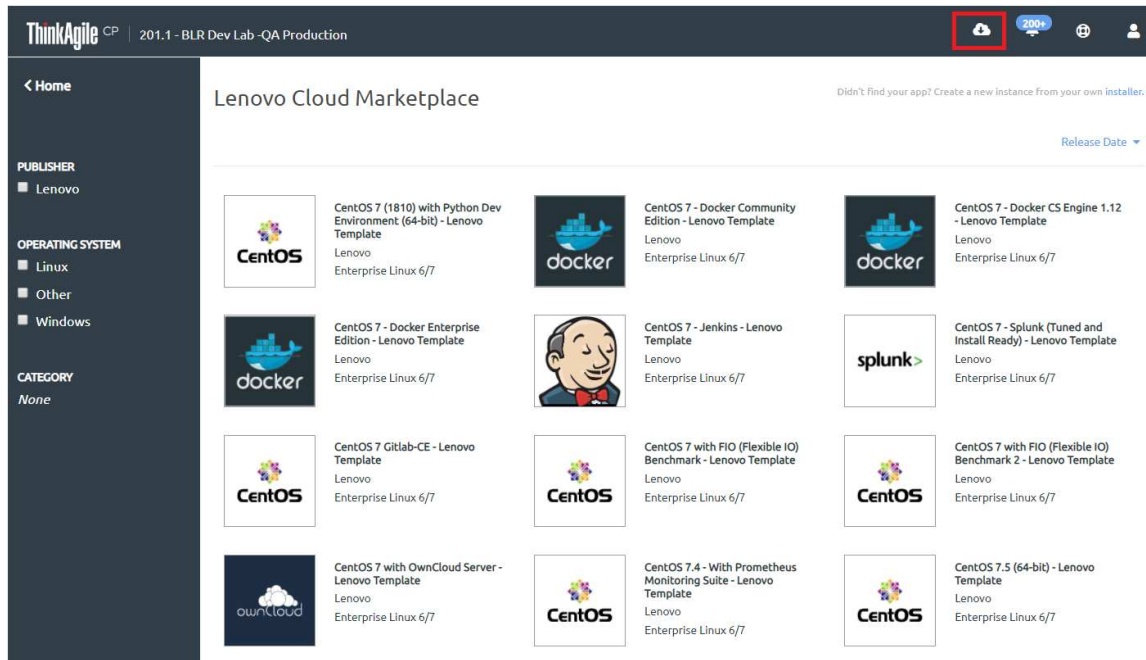 ThinkAgile CP | 201.1 - BLR Dev Lab -QA Production
200+
< Home
PUBLISHER
Lenovo
OPERATING SYSTEM
Linux
Other
Windows
CATEGORY
None
Lenovo Cloud Marketplace
Didn't find your app? Create a new instance from your own installer.
Release Date
CentOS
CentOS 7 (1810) with Python Dev
Environment (64-bit) - Lenovo
Template
Lenovo
Enterprise Linux 6/7
docker
CentOS 7 - Docker Community
Edition - Lenovo Template
Lenovo
Enterprise Linux 6/7
docker
CentOS 7 - Docker CS Engine 1.12
- Lenovo Template
Lenovo
Enterprise Linux 6/7
docker
CentOS 7 - Docker Enterprise
Edition - Lenovo Template
Lenovo
Enterprise Linux 6/7
CentOS 7 - Jenkins - Lenovo
Template
Lenovo
Enterprise Linux 6/7
splunk>
CentOS 7 - Splunk (Tuned and
Install Ready) - Lenovo Template
Lenovo
Enterprise Linux 6/7
CentOS
CentOS 7 Gitlab-CE - Lenovo
Template
Lenovo
Enterprise Linux 6/7
CentOS
CentOS 7 with FIO (Flexible IO)
Benchmark - Lenovo Template
Lenovo
Enterprise Linux 6/7
CentOS
CentOS 7 with FIO (Flexible IO)
Benchmark 2 - Lenovo Template
Lenovo
Enterprise Linux 6/7
ownCloud
CentOS 7 with OwnCloud Server -
Lenovo Template
Lenovo
Enterprise Linux 6/7
CentOS
CentOS 7.4 - With Prometheus
Monitoring Suite - Lenovo
Template
Lenovo
Enterprise Linux 6/7
CentOS
CentOS 7.5 (64-bit) - Lenovo
Template
Lenovo
Enterprise Linux 6/7